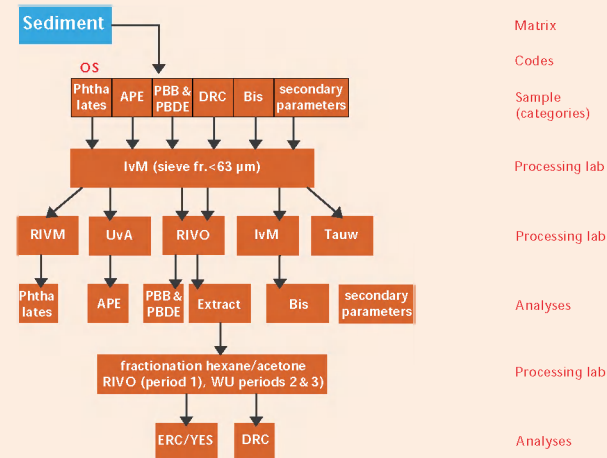 Sediment
Matrix
Codes
OS
Phtha
lates
APE
PBB &
PBDE
DRC
Bis
secondary
parameters
Sample
(categories)
IvM (sieve fr.<63 µm)
Processing lab
RIVM
UvA
RIVO
IvM
Tauw
Processing lab
Phtha
lates
APE
PBB &
PBDE
Extract
Bis
secondary
parameters
Analyses
fractionation hexane/acetone
RIVO (period 1), WU periods 2 & 3)
Processing lab
ERC/YES
DRC
Analyses